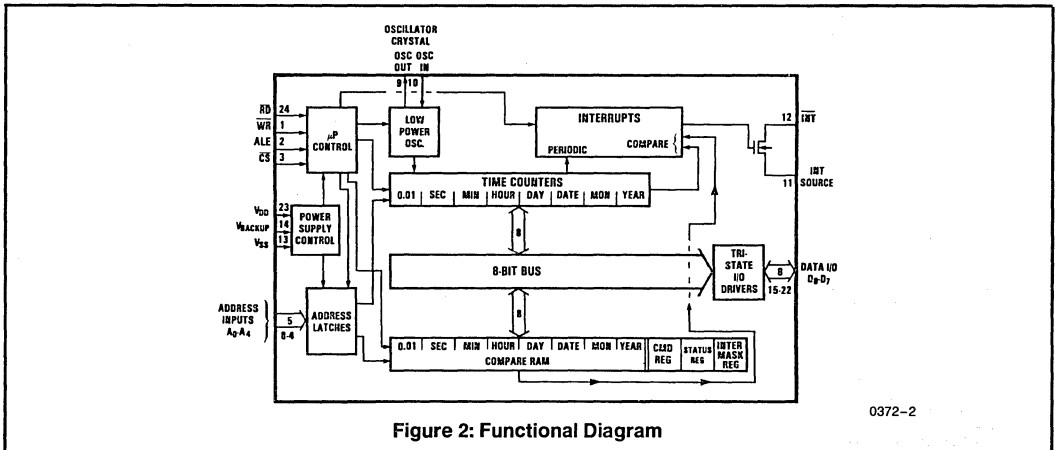 OSCILLATOR
CRYSTAL
OSC OSC
OUT IN
9 10
RD 24
WR 1
ALE 2
CS 3
µP
CONTROL
LOW
POWER
OSC.
INTERRUPTS
PERIODIC
COMPARE
12 INT
11 INT
SOURCE
TIME COUNTERS
0.01 SEC MIN HOUR DAY DATE MON YEAR
VDD 23
VBACKUP 14
VSS 13
POWER
SUPPLY
CONTROL
8
8-BIT BUS
TRI-
STATE
I/O
DRIVERS
8
15-22
DATA I/O
D0-D7
ADDRESS
INPUTS
A0-A4
5
8-4
ADDRESS
LATCHES
8
0.01 SEC MIN HOUR DAY DATE MON YEAR
COMPARE RAM
CMD
REG
STATUS
REG
INTER
MASK
REG
0372-2
Figure 2: Functional Diagram